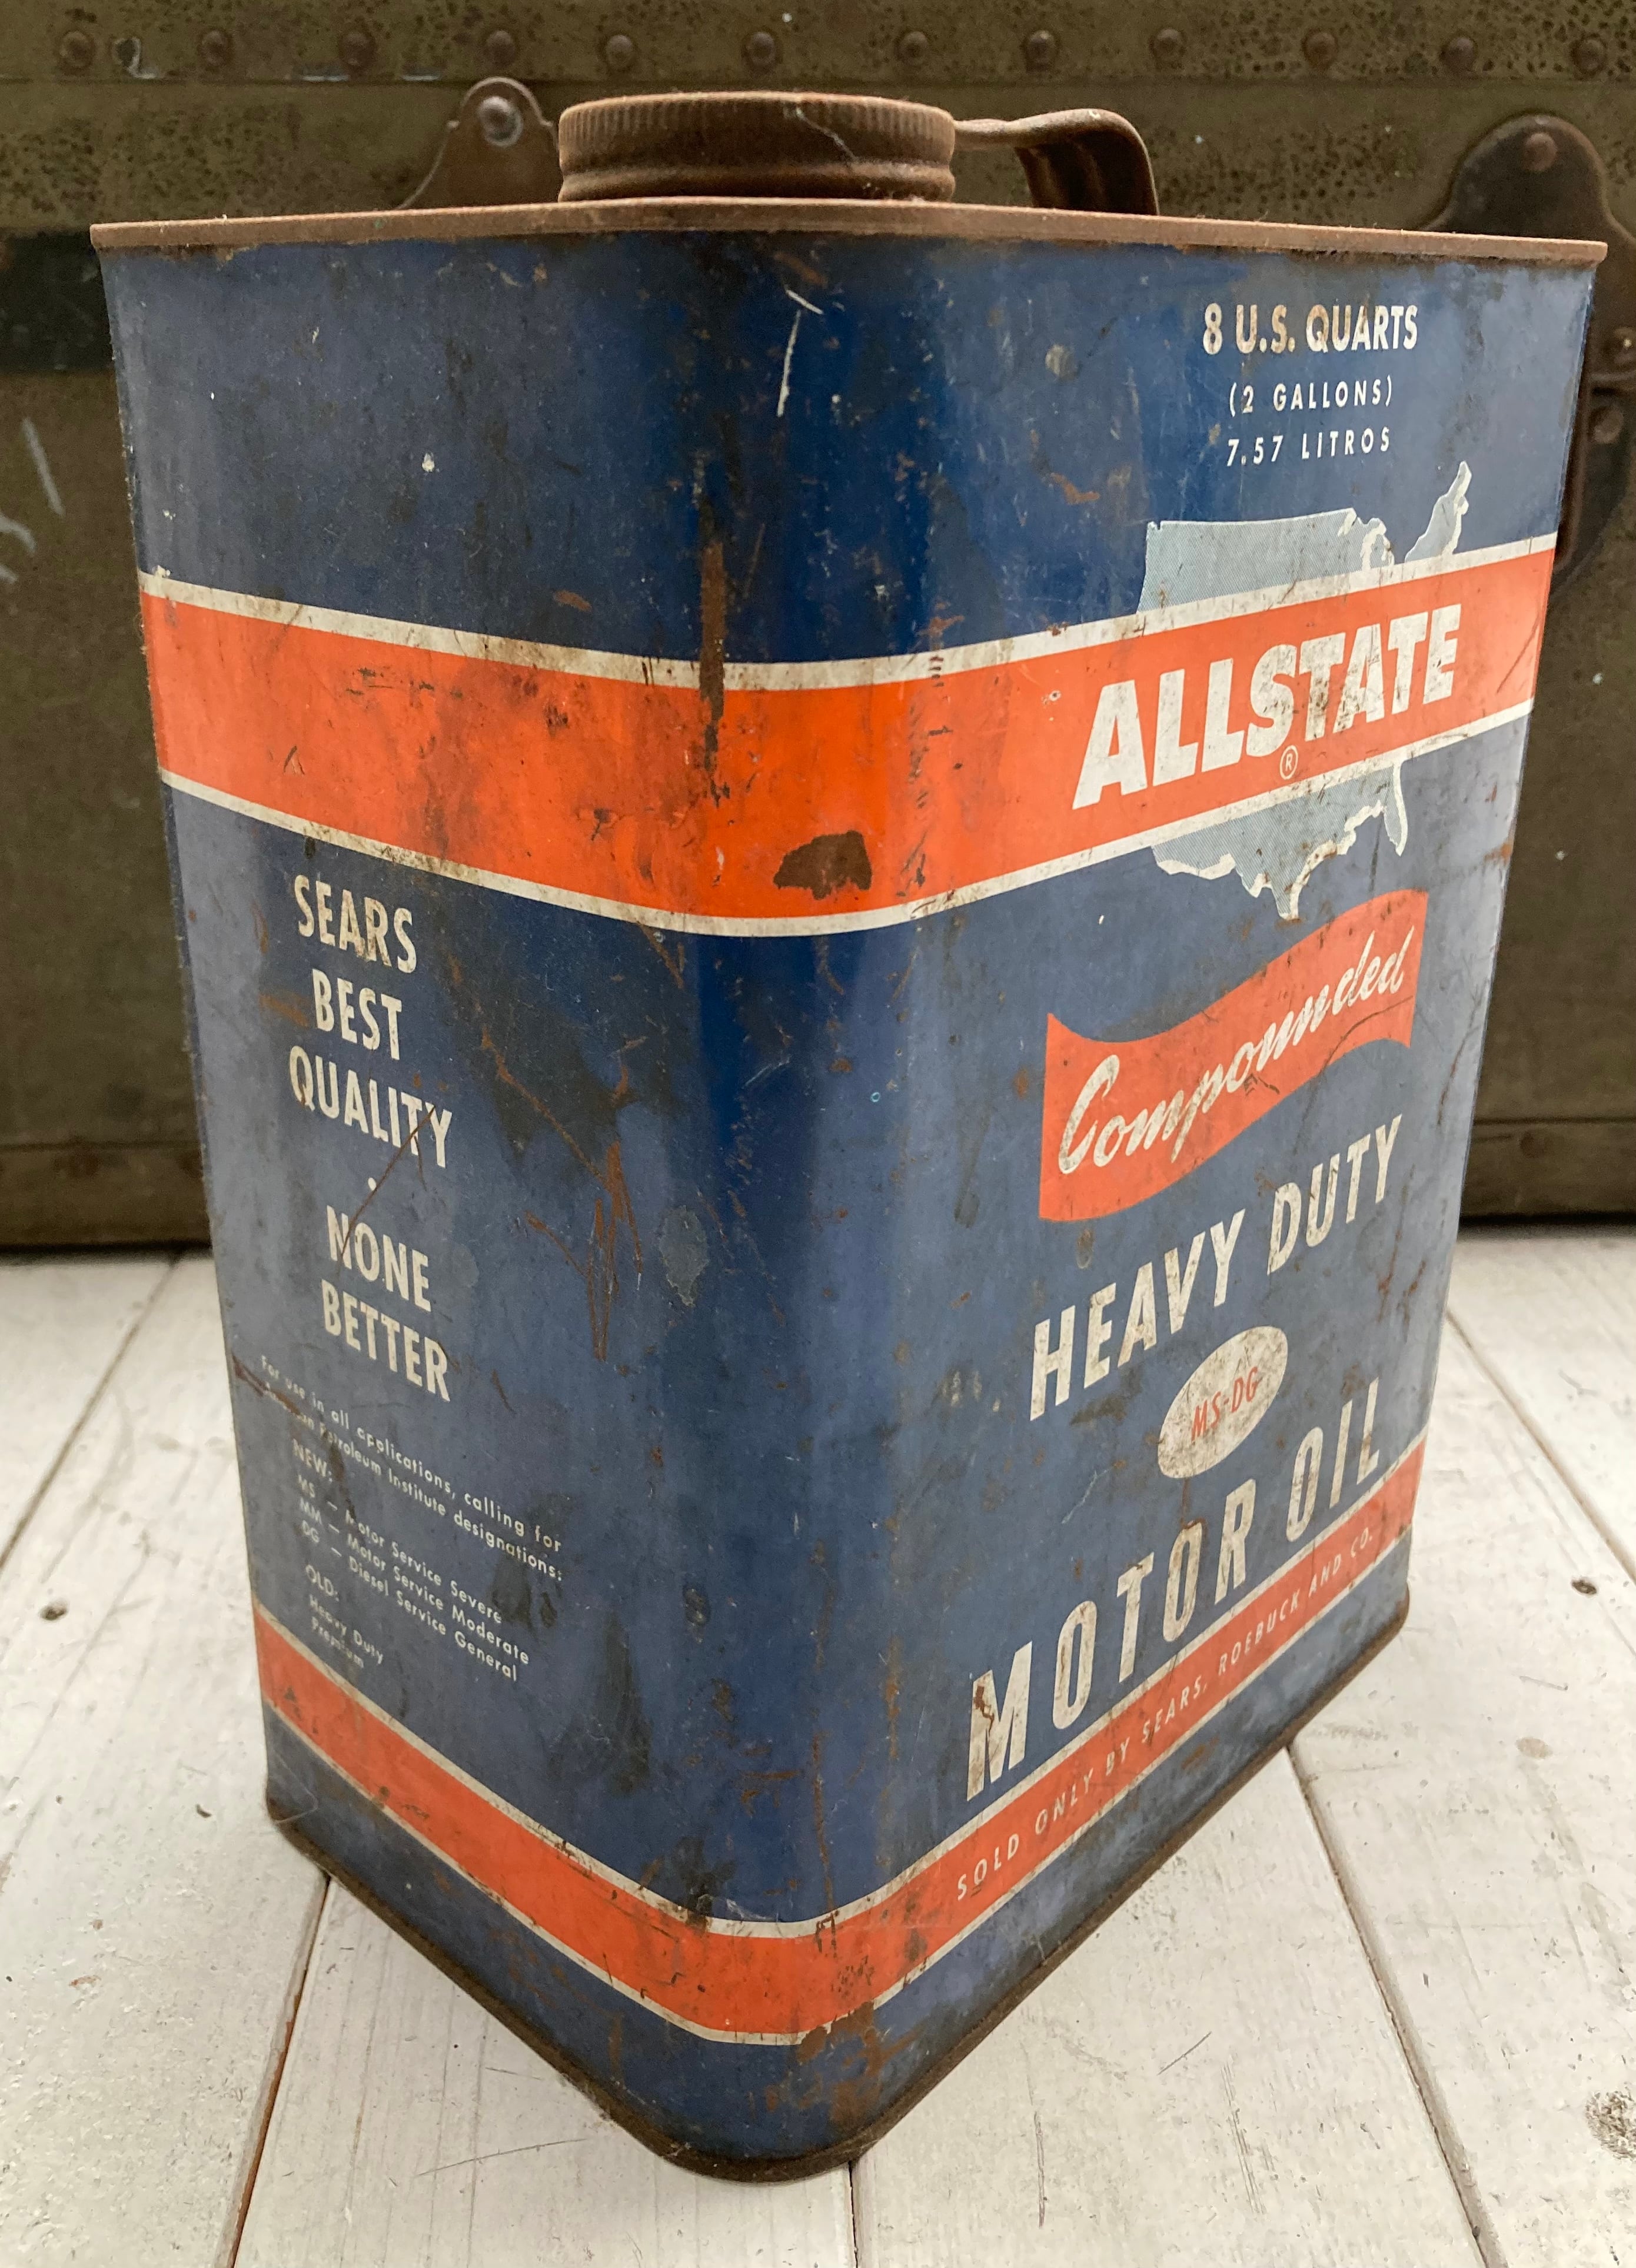 8 U.S. QUARTS
(2 GALLONS)
7.57 LITROS
ALLSTATE
®
Compounded
HEAVY DUTY
MS-DG
MOTOR OIL
SOLD ONLY BY SEARS, ROEBUCK AND CO.
SEARS
BEST
QUALITY
·
NONE
BETTER
For use in all applications, calling for
American Petroleum Institute designations:
NEW:
MS — Motor Service Severe
MM — Motor Service Moderate
DG — Diesel Service General
OLD:
Heavy Duty
Premium